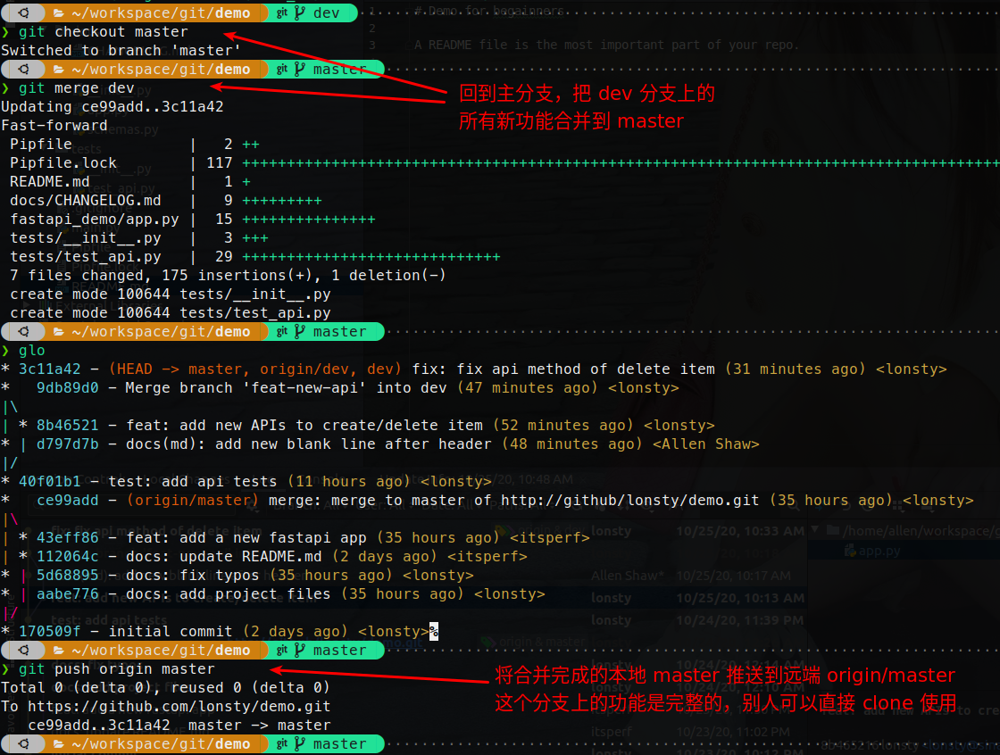 ~/workspace/git/demo git dev
❯ git checkout master
Switched to branch 'master'
~/workspace/git/demo git master
❯ git merge dev
Updating ce99add..3c11a42
Fast-forward
Pipfile | 2 ++
Pipfile.lock | 117 +++++++++++++++++++++++++++++++++++++++++++++++++++++++++++++++++++++++++++++++++++++
README.md | 1 +
docs/CHANGELOG.md | 9 +++++++++
fastapi_demo/app.py | 15 +++++++++++++++
tests/__init__.py | 3 +++
tests/test_api.py | 29 +++++++++++++++++++++++++++++
7 files changed, 175 insertions(+), 1 deletion(-)
create mode 100644 tests/__init__.py
create mode 100644 tests/test_api.py
回到主分支，把 dev 分支上的
所有新功能合并到 master
# Demo for begainners
A README file is the most important part of your repo.
~/workspace/git/demo git master
❯ glo
* 3c11a42 - (HEAD -> master, origin/dev, dev) fix: fix api method of delete item (31 minutes ago) <lonsty>
*   9db89d0 - Merge branch 'feat-new-api' into dev (47 minutes ago) <lonsty>
|\
| * 8b46521 - feat: add new APIs to create/delete item (52 minutes ago) <lonsty>
* | d797d7b - docs(md): add new blank line after header (48 minutes ago) <Allen Shaw>
|/
* 40f01b1 - test: add api tests (11 hours ago) <lonsty>
*   ce99add - (origin/master) merge: merge to master of http://github/lonsty/demo.git (35 hours ago) <lonsty>
|\
| * 43eff86 - feat: add a new fastapi app (35 hours ago) <itsperf>
| * 112064c - docs: update README.md (2 days ago) <itsperf>
* | 5d68895 - docs: fix typos (35 hours ago) <lonsty>
* | aabe776 - docs: add project files (35 hours ago) <lonsty>
|/
* 170509f - initial commit (2 days ago) <lonsty>%
~/workspace/git/demo git master
❯ git push origin master
Total 0 (delta 0), reused 0 (delta 0)
To https://github.com/lonsty/demo.git
ce99add..3c11a42  master -> master
~/workspace/git/demo git master
将合并完成的本地 master 推送到远端 origin/master
这个分支上的功能是完整的，别人可以直接 clone 使用